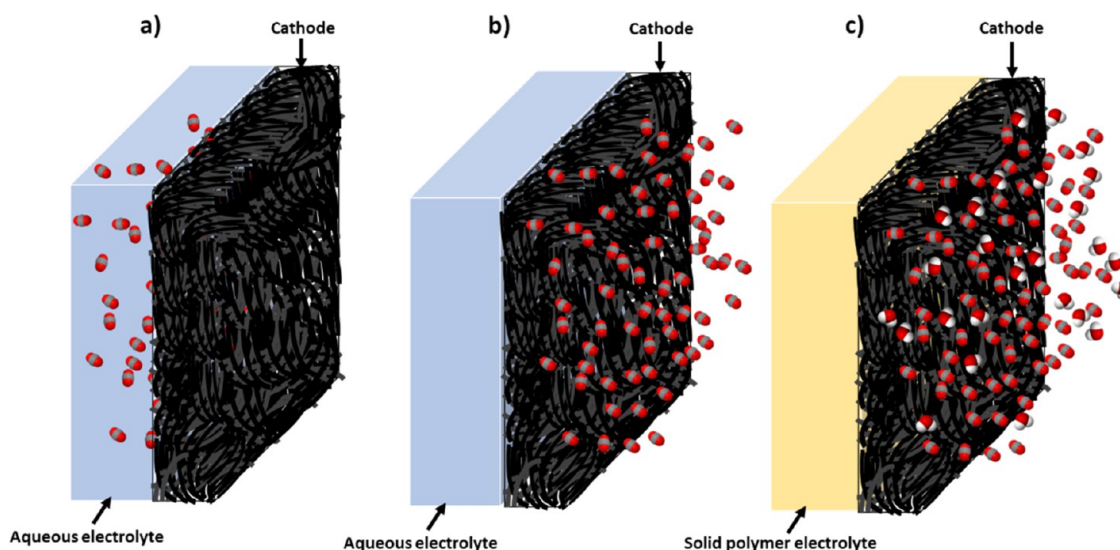 a)
Cathode
b)
Cathode
c)
Cathode
Aqueous electrolyte
Aqueous electrolyte
Solid polymer electrolyte